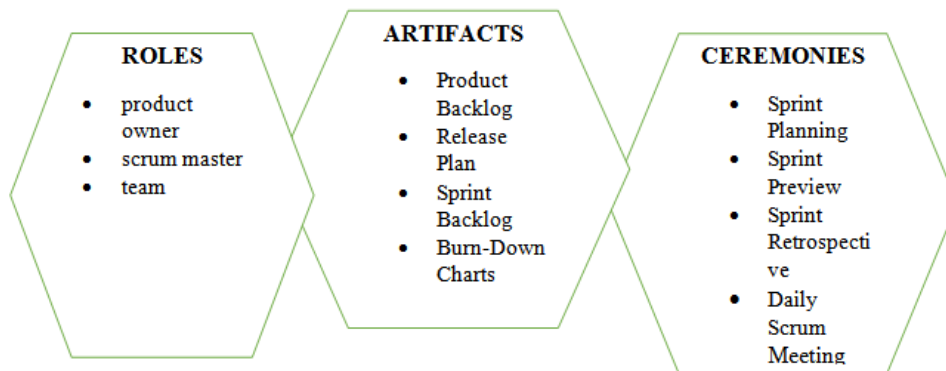 ROLES
• product
owner
• scrum master
• team
ARTIFACTS
• Product
Backlog
• Release
Plan
• Sprint
Backlog
• Burn-Down
Charts
CEREMONIES
• Sprint
Planning
• Sprint
Preview
• Sprint
Retrospecti
ve
• Daily
Scrum
Meeting